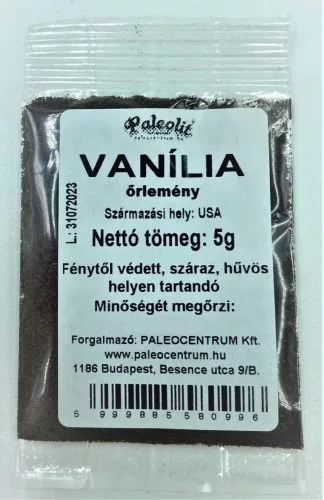 Paleolit
paleocentrum.hu
VANÍLIA
őrlemény
Származási hely: USA
Nettó tömeg: 5g
Fénytől védett, száraz, hűvös
helyen tartandó
Minőségét megőrzi:
Forgalmazó: PALEOCENTRUM Kft.
www.paleocentrum.hu
1186 Budapest, Besence utca 9/B.
5 999885 580996
L.: 31072023